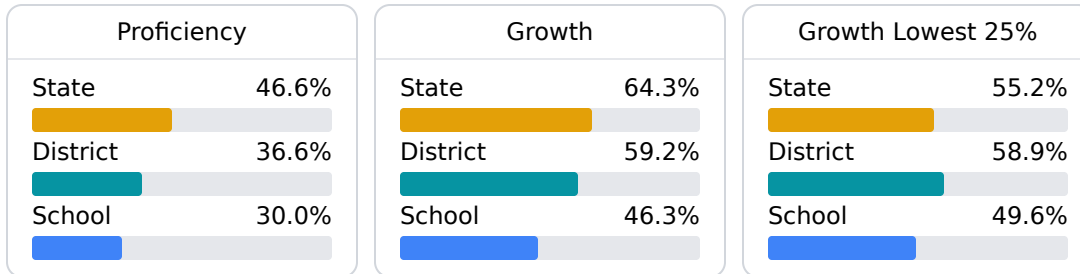 Proficiency
State 46.6%
District 36.6%
School 30.0%
Growth
State 64.3%
District 59.2%
School 46.3%
Growth Lowest 25%
State 55.2%
District 58.9%
School 49.6%